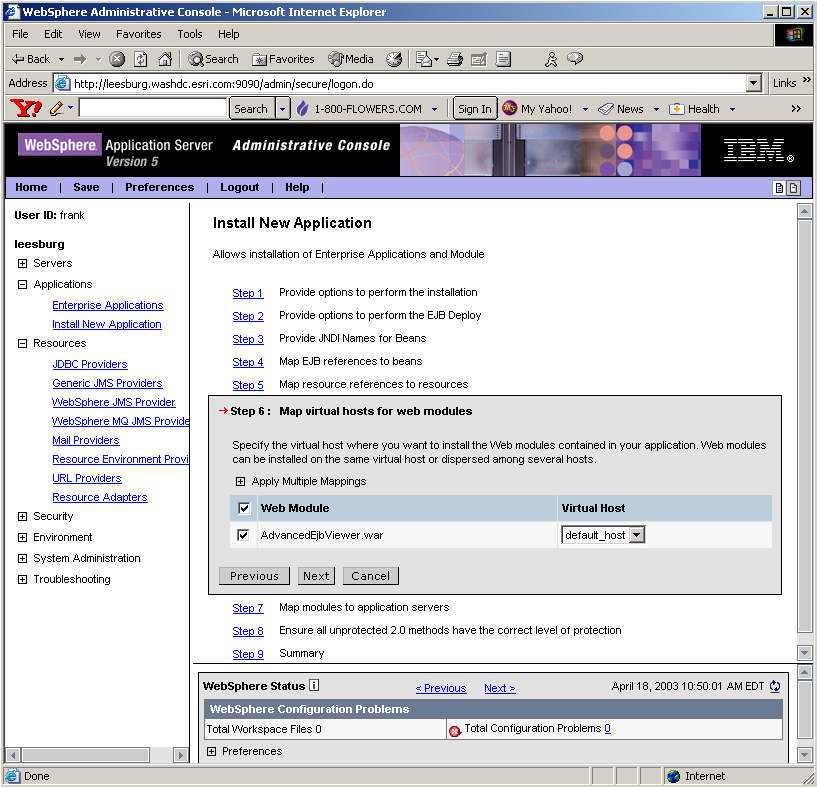 WebSphere Administrative Console - Microsoft Internet Explorer
File Edit View Favorites Tools Help
Back Search Favorites Media
Address http://leesburg.washdc.esri.com:9090/admin/secure/logon.do Links »
Y! Search 1-800-FLOWERS.COM Sign In My Yahoo! News Health »
WebSphere Application Server Administrative Console IBM
Version 5
Home | Save | Preferences | Logout | Help |
User ID: frank
leesburg
Servers
Applications
Enterprise Applications
Install New Application
Resources
JDBC Providers
Generic JMS Providers
WebSphere JMS Provider
WebSphere MQ JMS Provide
Mail Providers
Resource Environment Provi
URL Providers
Resource Adapters
Security
Environment
System Administration
Troubleshooting
Install New Application
Allows installation of Enterprise Applications and Module
Step 1 Provide options to perform the installation
Step 2 Provide options to perform the EJB Deploy
Step 3 Provide JNDI Names for Beans
Step 4 Map EJB references to beans
Step 5 Map resource references to resources
Step 6 : Map virtual hosts for web modules
Specify the virtual host where you want to install the Web modules contained in your application. Web modules
can be installed on the same virtual host or dispersed among several hosts.
Apply Multiple Mappings
Web Module Virtual Host
AdvancedEjbViewer.war default_host
Previous Next Cancel
Step 7 Map modules to application servers
Step 8 Ensure all unprotected 2.0 methods have the correct level of protection
Step 9 Summary
WebSphere Status i < Previous Next > April 18, 2003 10:50:01 AM EDT
WebSphere Configuration Problems
Total Workspace Files 0 Total Configuration Problems 0
Preferences
Done Internet